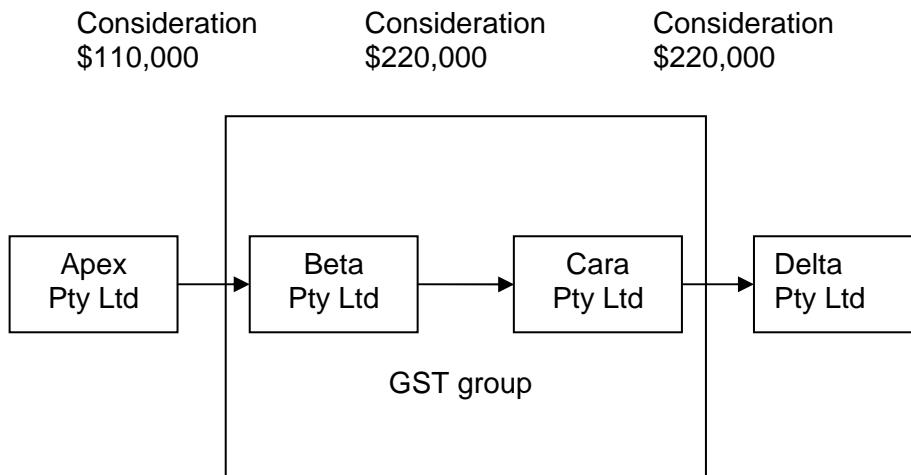 Consideration
$110,000
Consideration
$220,000
Consideration
$220,000
Apex
Pty Ltd
Beta
Pty Ltd
Cara
Pty Ltd
Delta
Pty Ltd
GST group